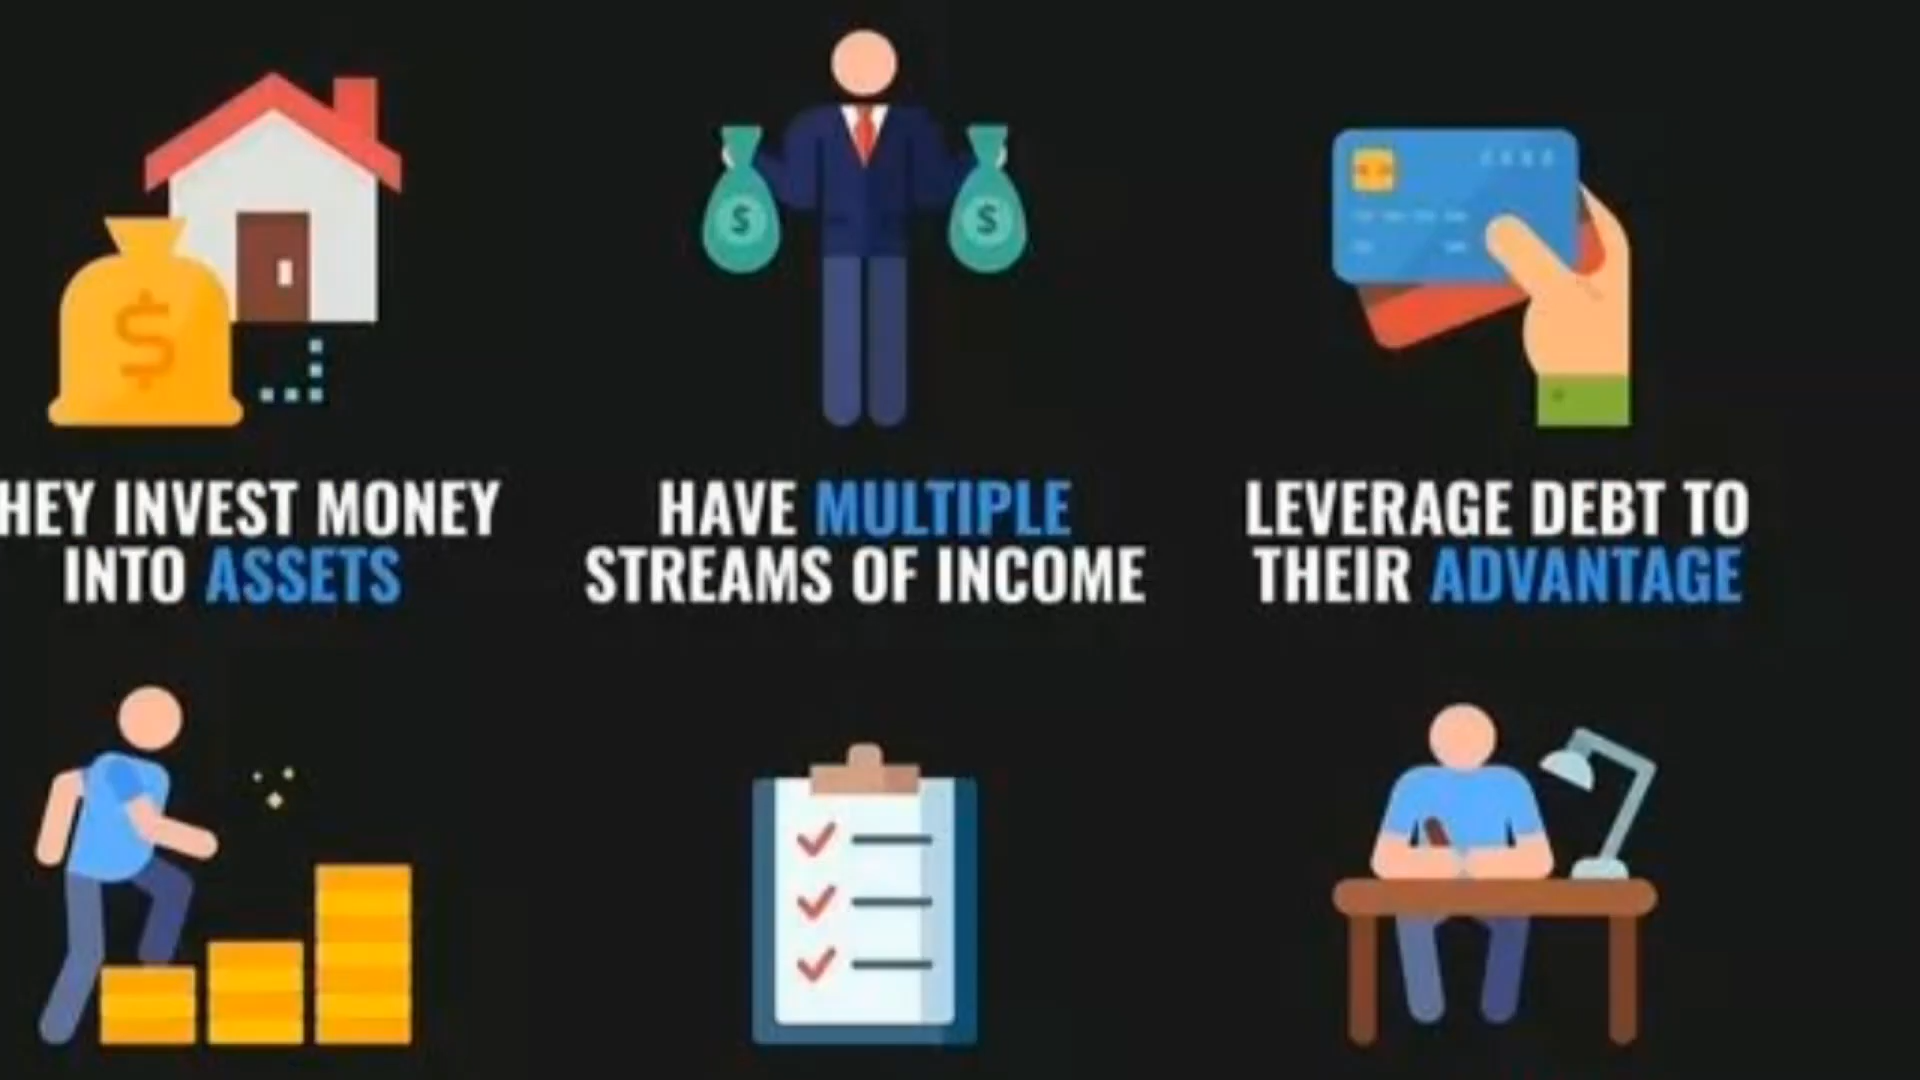 HEY INVEST MONEY
INTO ASSETS
HAVE MULTIPLE
STREAMS OF INCOME
LEVERAGE DEBT TO
THEIR ADVANTAGE
$
$
$